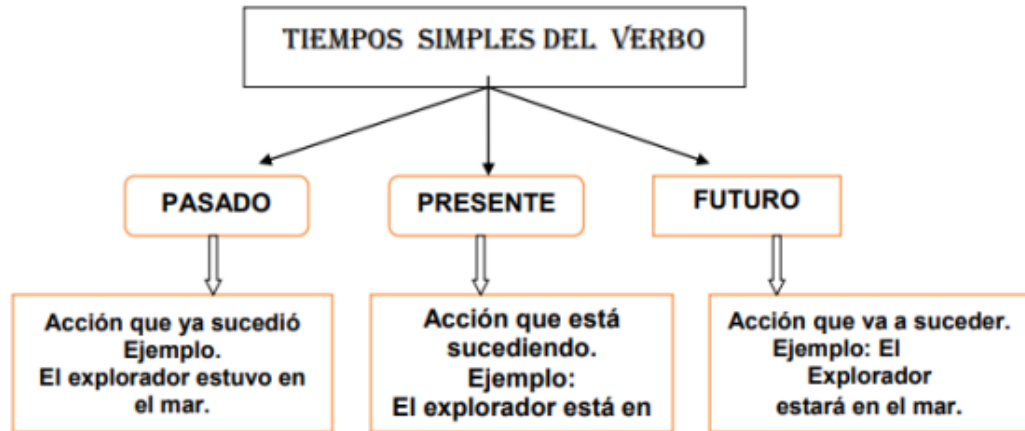 TIEMPOS SIMPLES DEL VERBO
PASADO
PRESENTE
FUTURO
Acción que ya sucedió
Ejemplo.
El explorador estuvo en
el mar.
Acción que está
sucediendo.
Ejemplo:
El explorador está en
Acción que va a suceder.
Ejemplo: El
Explorador
estará en el mar.